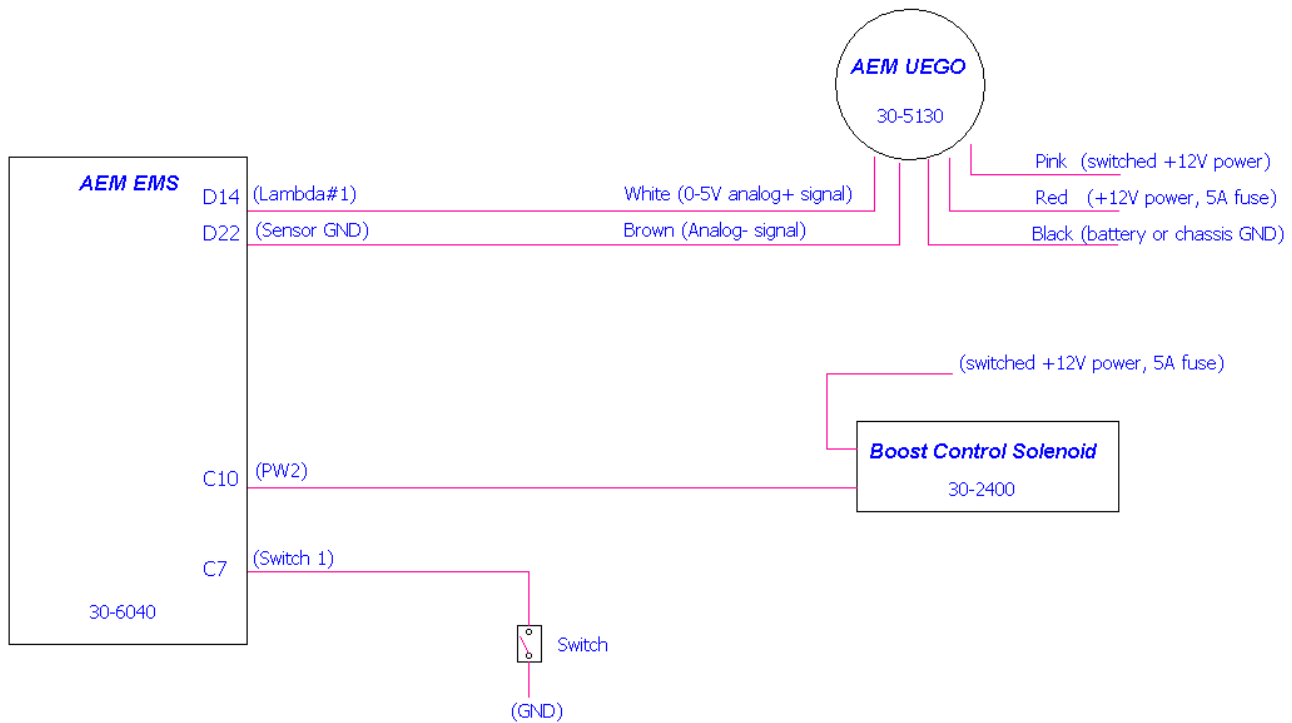 AEM UEGO
30-5130
Pink (switched +12V power)
Red (+12V power, 5A fuse)
Black (battery or chassis GND)
AEM EMS
D14 (Lambda#1)
White (0-5V analog+ signal)
D22 (Sensor GND)
Brown (Analog- signal)
(switched +12V power, 5A fuse)
Boost Control Solenoid
30-2400
C10 (PW2)
C7 (Switch 1)
30-6040
Switch
(GND)